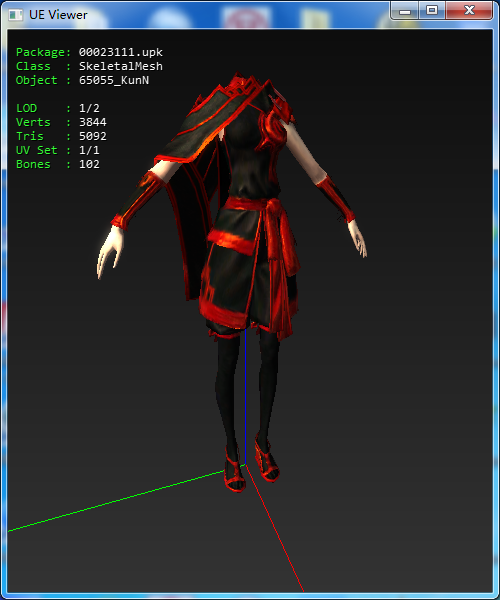 UE Viewer
Package: 00023111.upk
Class : SkeletalMesh
Object : 65055_KunN
LOD : 1/2
Verts : 3844
Tris : 5092
UV Set : 1/1
Bones : 102